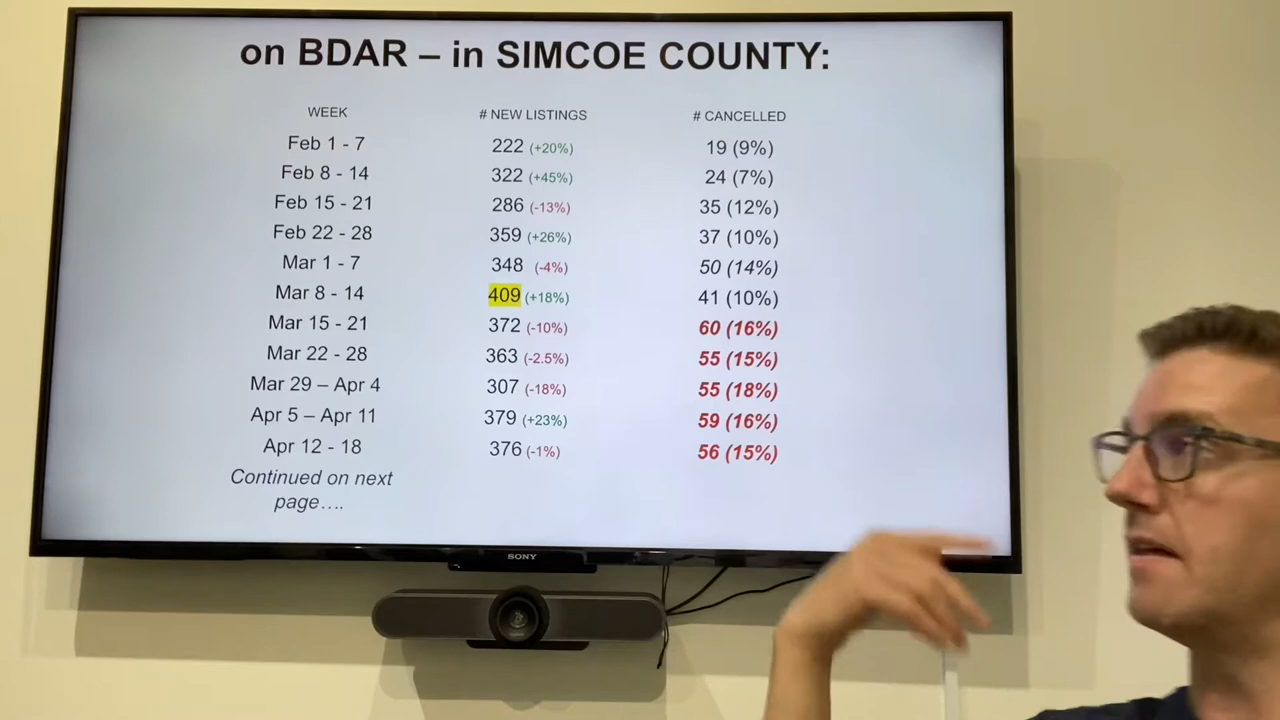 on BDAR – in SIMCOE COUNTY:
WEEK # NEW LISTINGS # CANCELLED
Feb 1 - 7 222 (+20%) 19 (9%)
Feb 8 - 14 322 (+45%) 24 (7%)
Feb 15 - 21 286 (-13%) 35 (12%)
Feb 22 - 28 359 (+26%) 37 (10%)
Mar 1 - 7 348 (-4%) 50 (14%)
Mar 8 - 14 409 (+18%) 41 (10%)
Mar 15 - 21 372 (-10%) 60 (16%)
Mar 22 - 28 363 (-2.5%) 55 (15%)
Mar 29 – Apr 4 307 (-18%) 55 (18%)
Apr 5 – Apr 11 379 (+23%) 59 (16%)
Apr 12 - 18 376 (-1%) 56 (15%)
Continued on next
page….
SONY